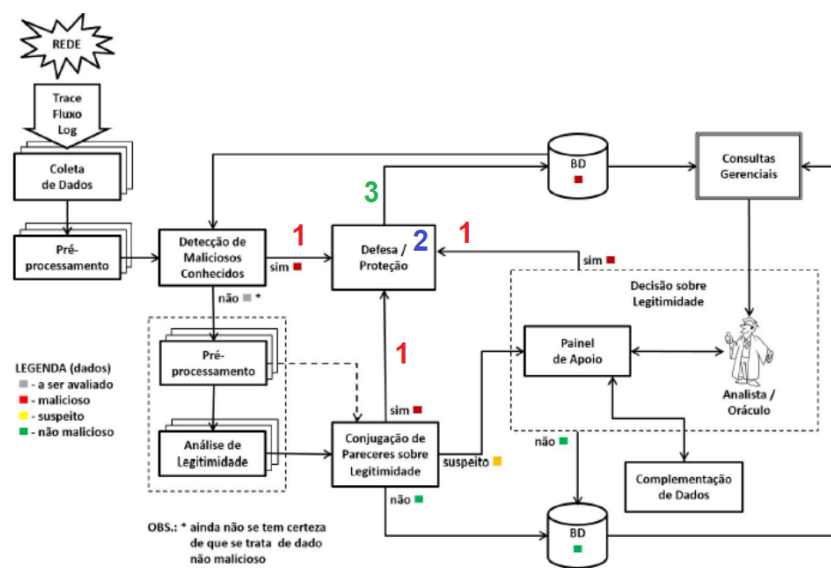 REDE
Trace
Fluxo
Log
Coleta
de Dados
Pré-
processamento
Detecção de
Maliciosos
Conhecidos
1
sim
não *
3
Defesa /
Proteção
2
1
sim
BD
Consultas
Gerenciais
Decisão sobre
Legitimidade
Painel
de Apoio
Analista /
Oráculo
Pré-
processamento
1
sim
Análise de
Legitimidade
Conjugação de
Pareceres sobre
Legitimidade
suspeito
não
não
Complementação
de Dados
BD
LEGENDA (dados)
- a ser avaliado
- malicioso
- suspeito
- não malicioso
OBS.: * ainda não se tem certeza
de que se trata de dado
não malicioso